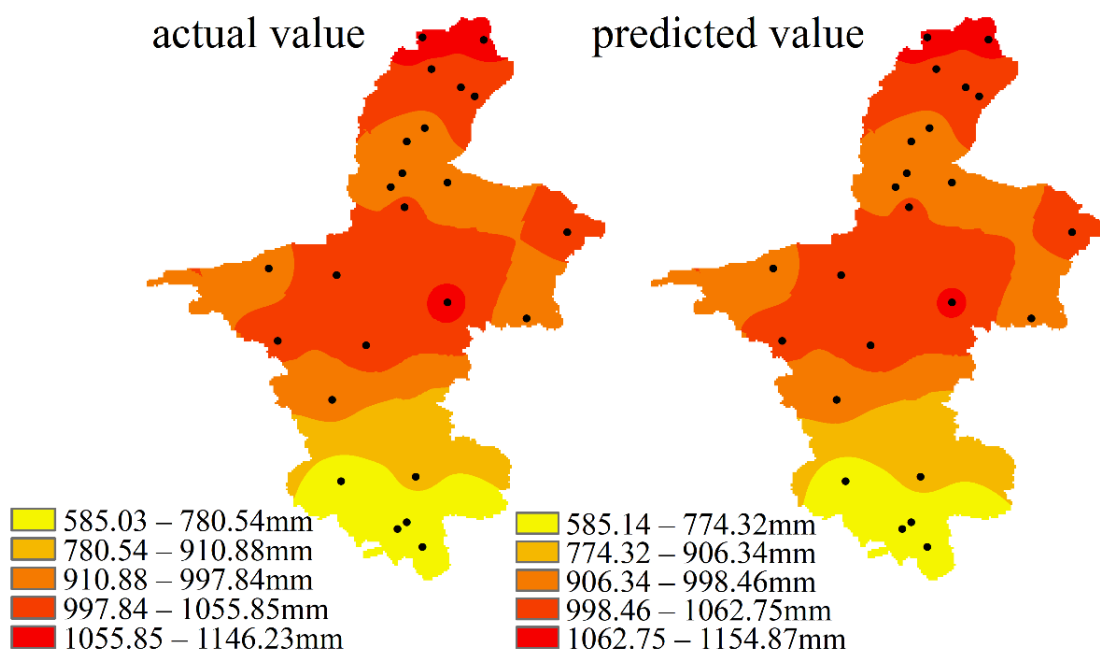 actual value
predicted value
585.03 – 780.54mm
780.54 – 910.88mm
910.88 – 997.84mm
997.84 – 1055.85mm
1055.85 – 1146.23mm
585.14 – 774.32mm
774.32 – 906.34mm
906.34 – 998.46mm
998.46 – 1062.75mm
1062.75 – 1154.87mm